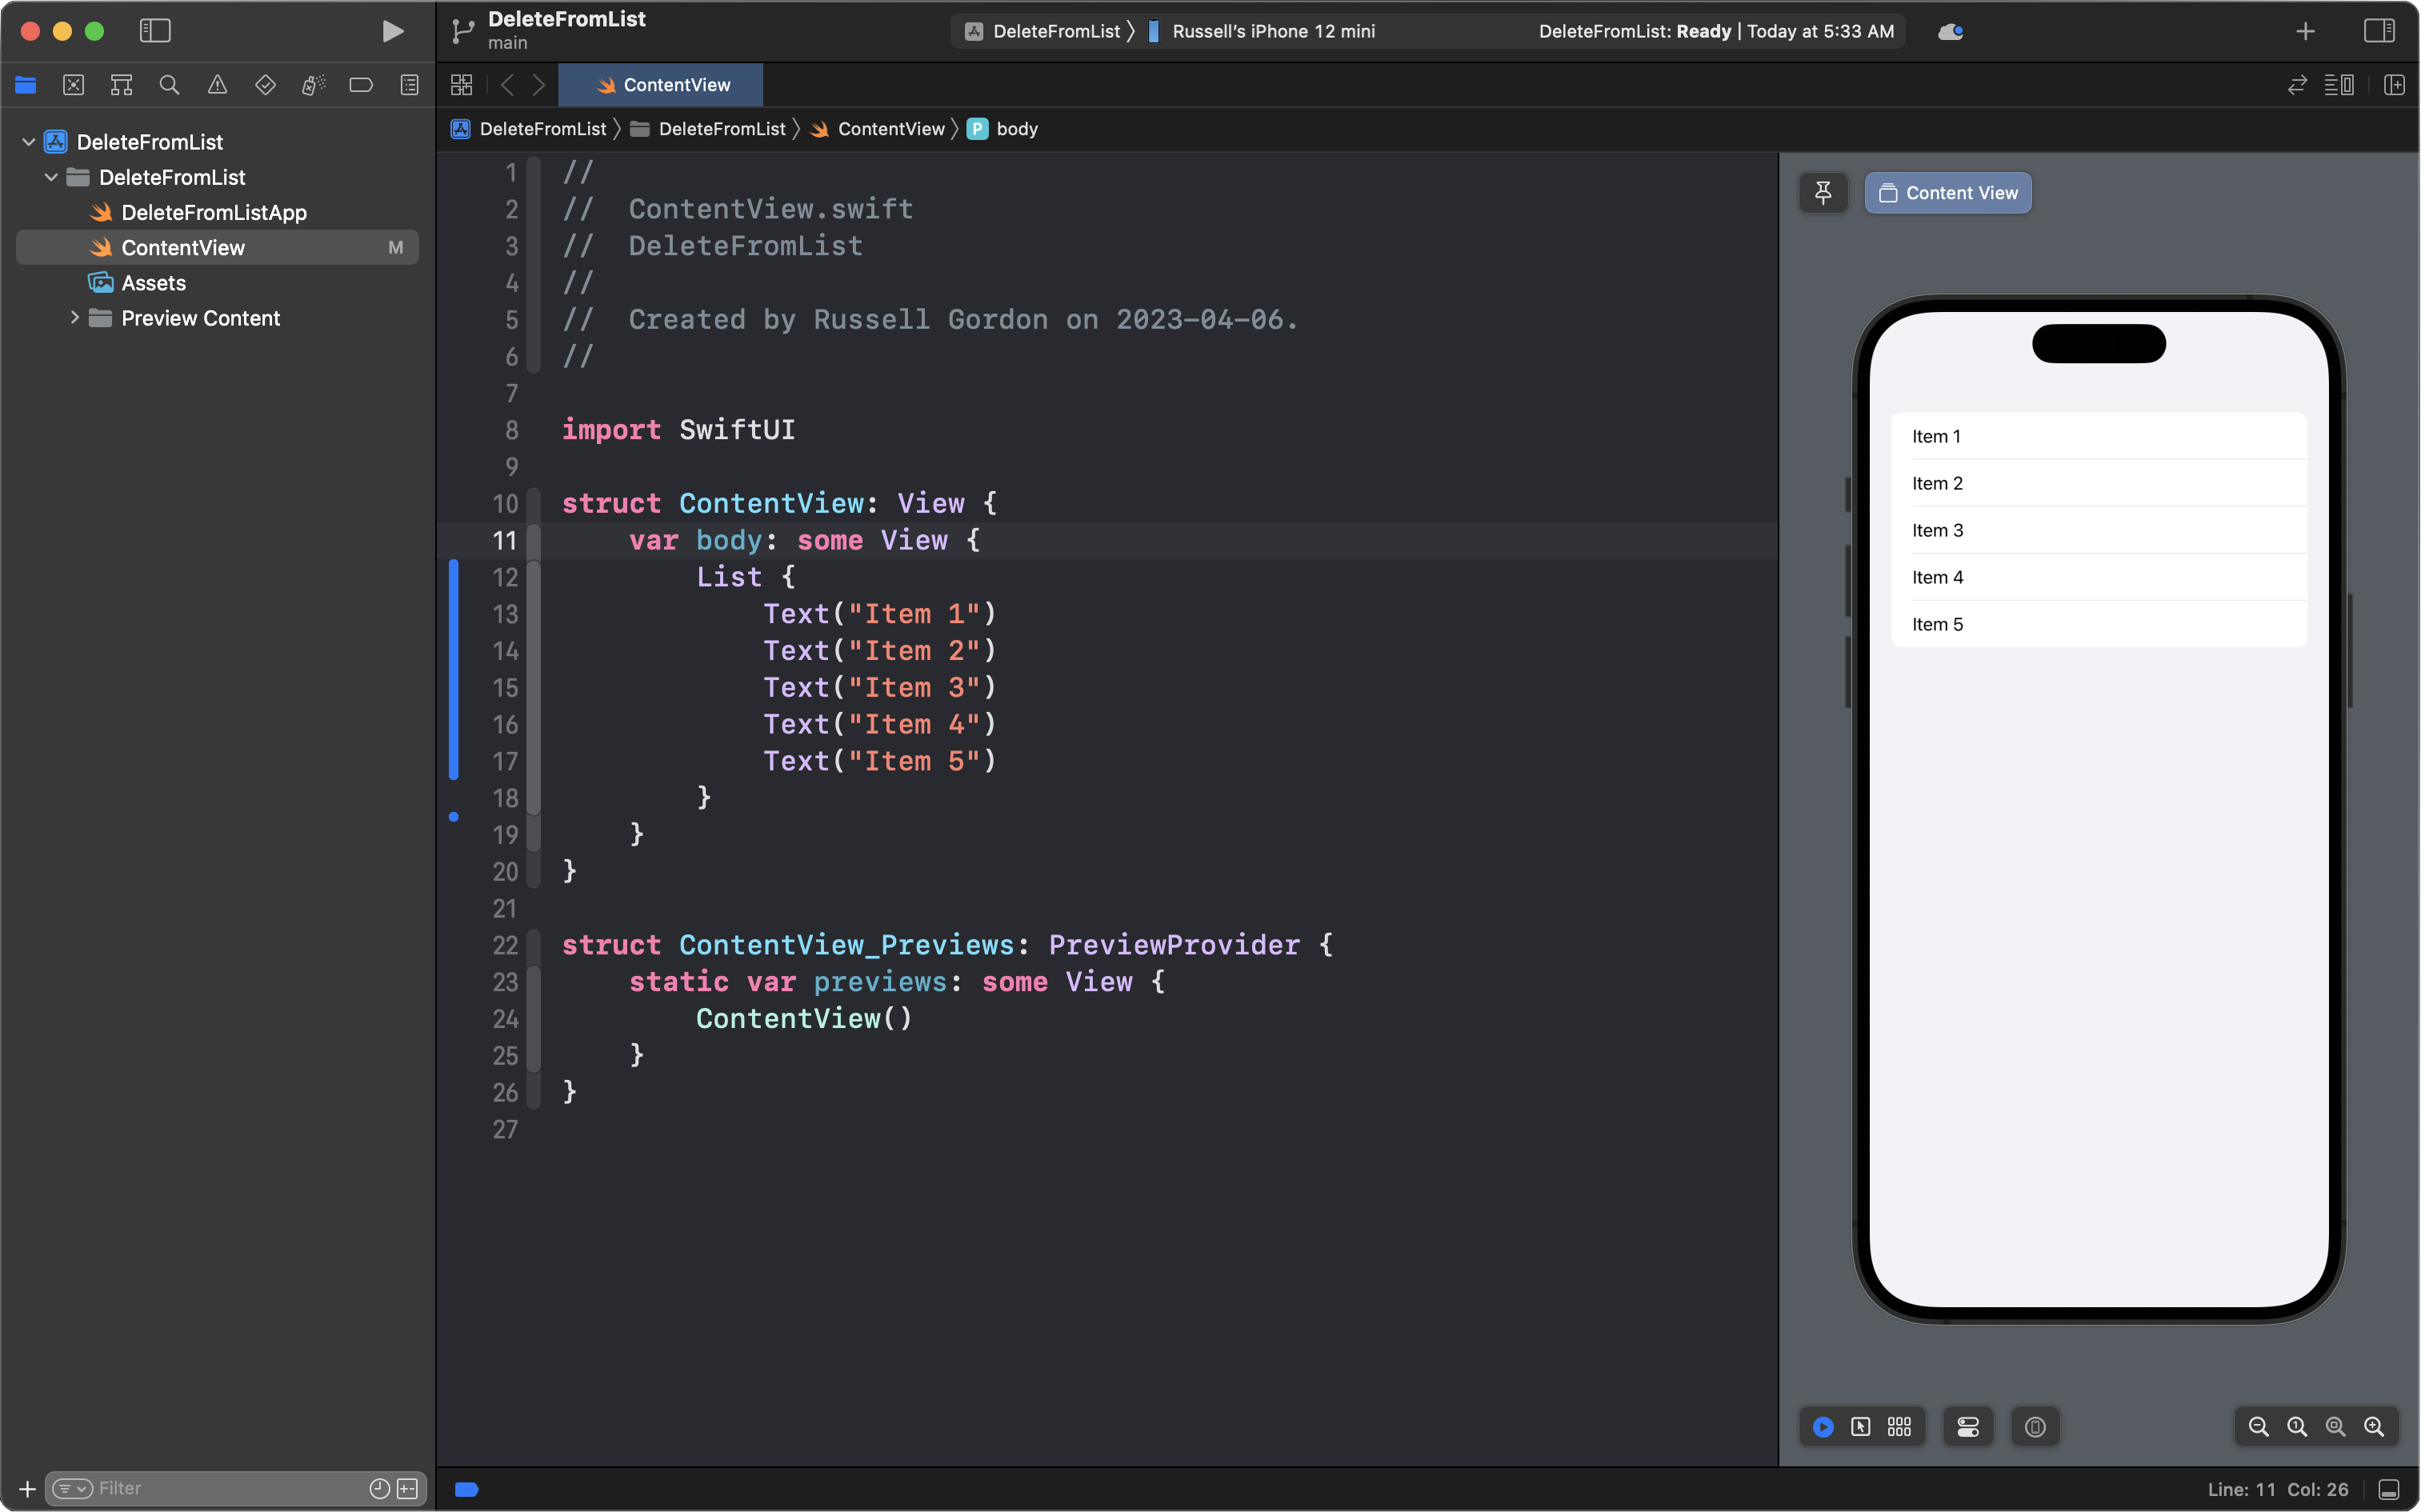 DeleteFromList
main
DeleteFromList 〉 Russell’s iPhone 12 mini
DeleteFromList: Ready | Today at 5:33 AM
ContentView
DeleteFromList 〉 DeleteFromList 〉 ContentView 〉 P body
DeleteFromList
DeleteFromList
DeleteFromListApp
ContentView M
Assets
Preview Content
1 //
2 //  ContentView.swift
3 //  DeleteFromList
4 //
5 //  Created by Russell Gordon on 2023-04-06.
6 //
7
8 import SwiftUI
9
10 struct ContentView: View {
11     var body: some View {
12         List {
13             Text("Item 1")
14             Text("Item 2")
15             Text("Item 3")
16             Text("Item 4")
17             Text("Item 5")
18         }
19     }
20 }
21
22 struct ContentView_Previews: PreviewProvider {
23     static var previews: some View {
24         ContentView()
25     }
26 }
27
Content View
Item 1
Item 2
Item 3
Item 4
Item 5
Filter
Line: 11 Col: 26